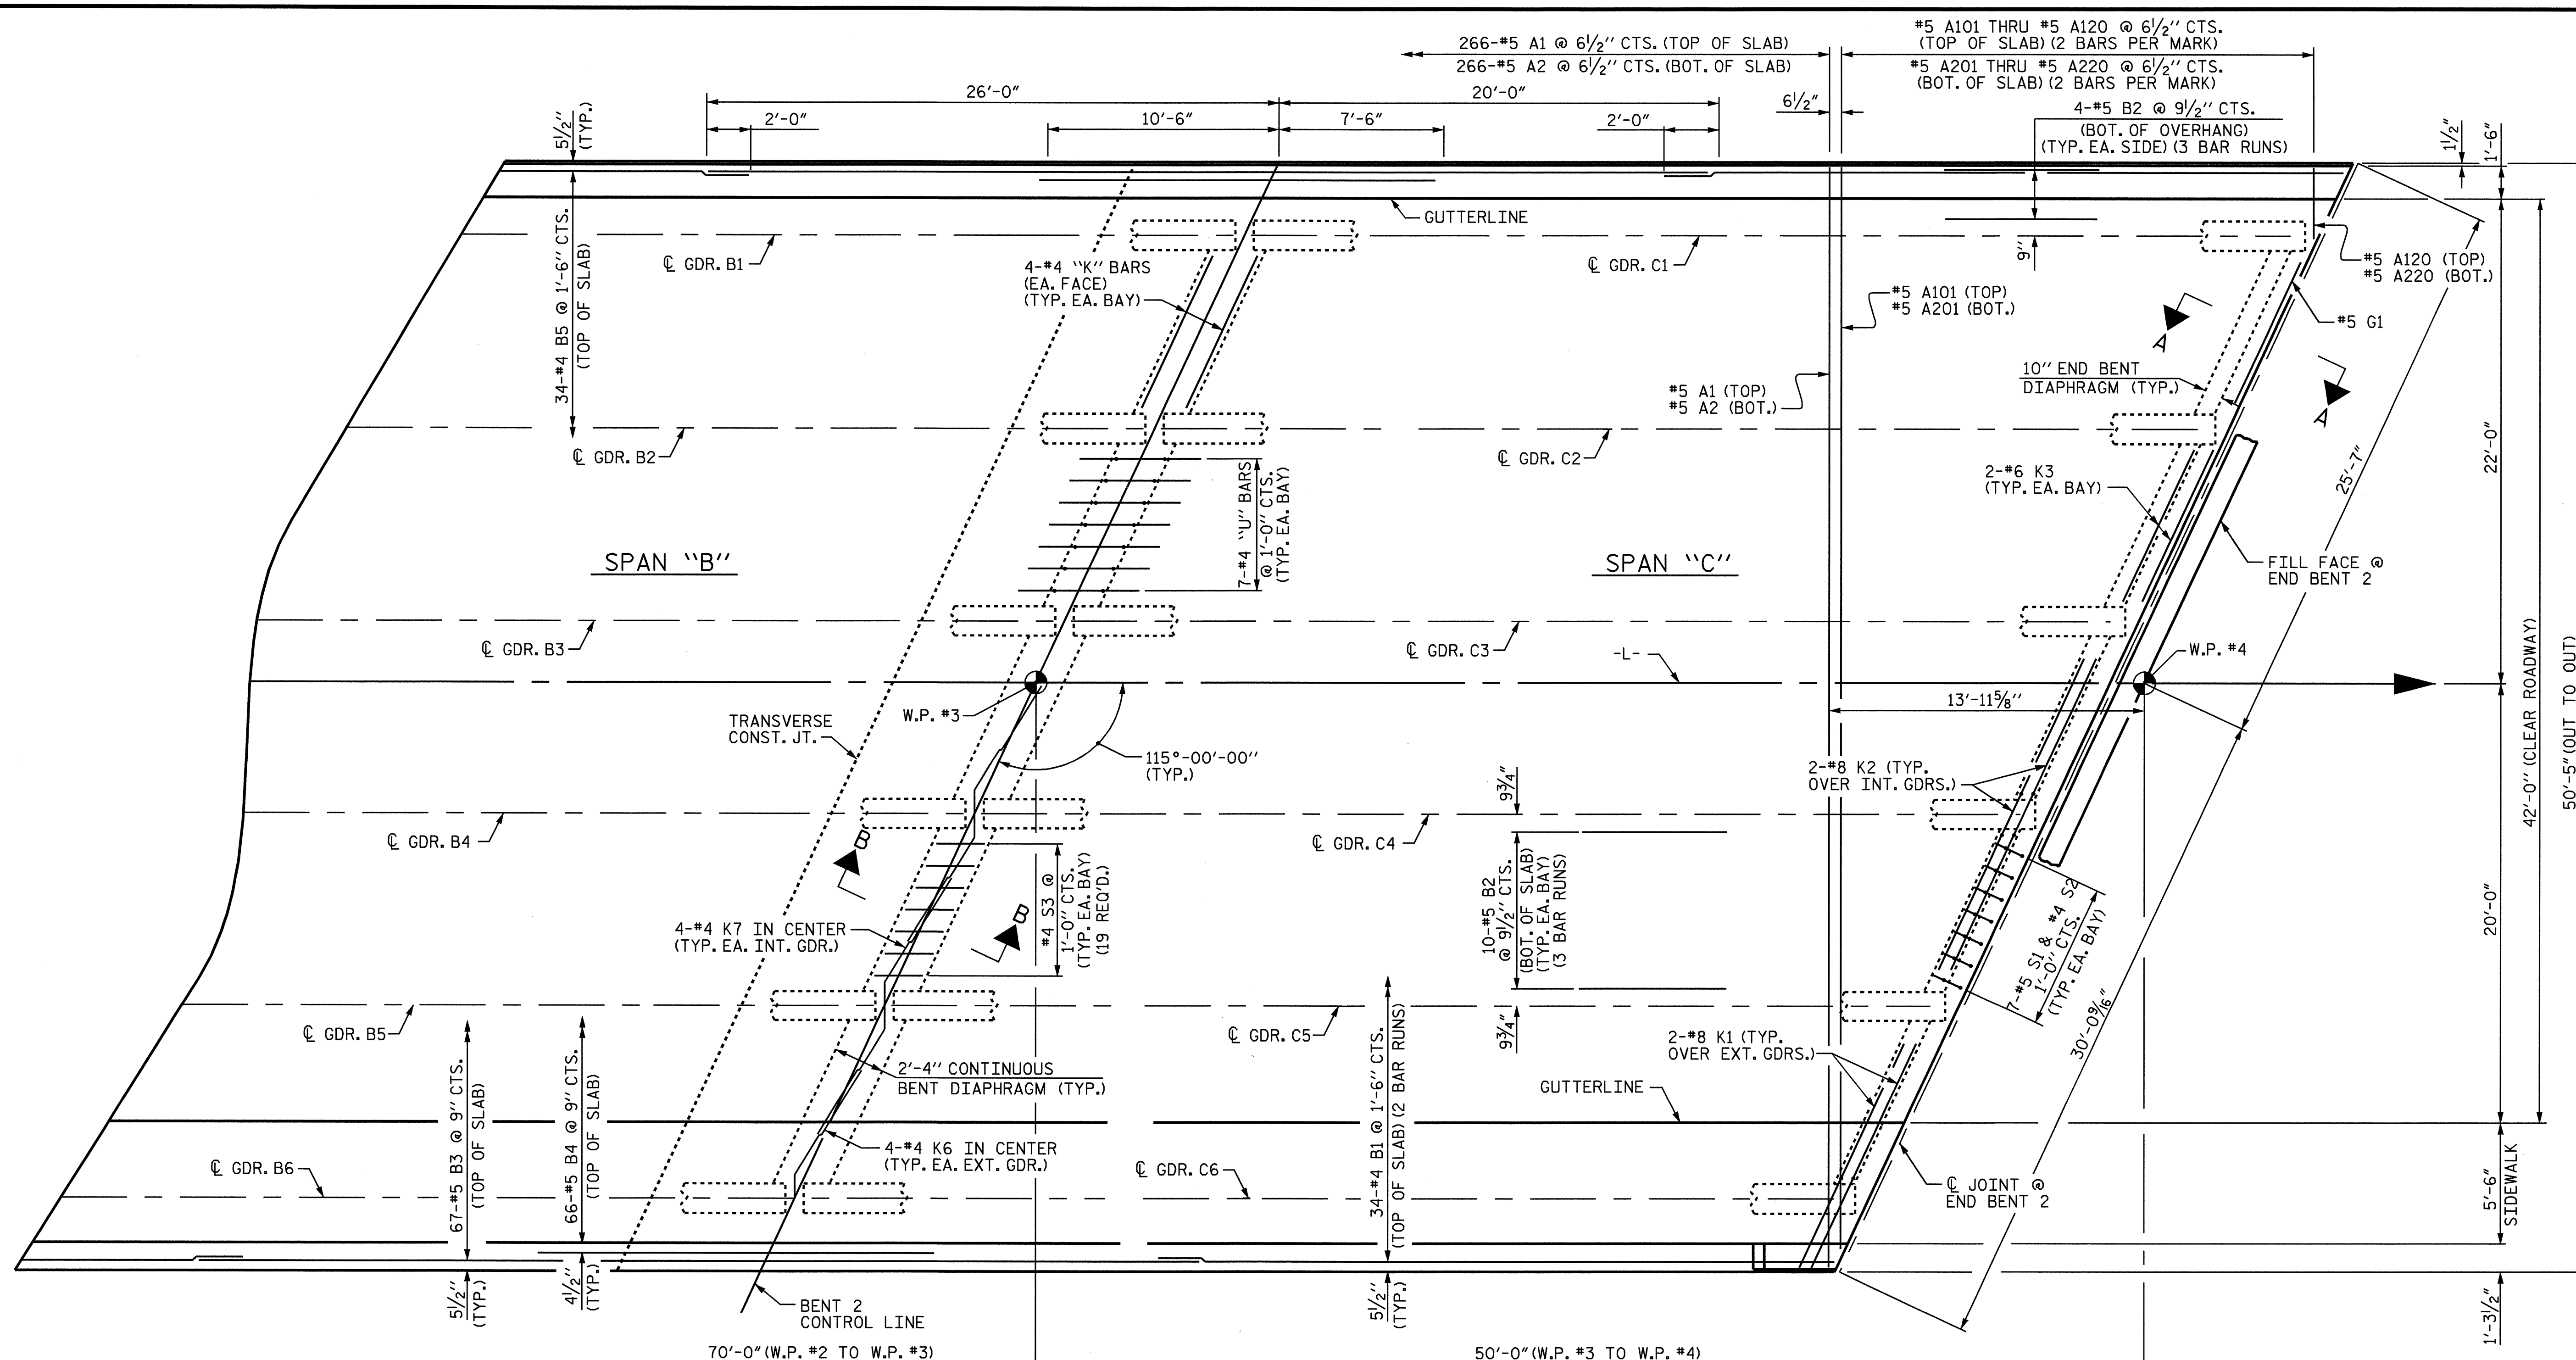 266-#5 A1 @ 6½" CTS. (TOP OF SLAB)
266-#5 A2 @ 6½" CTS. (BOT. OF SLAB)
#5 A101 THRU #5 A120 @ 6½" CTS.
(TOP OF SLAB) (2 BARS PER MARK)
#5 A201 THRU #5 A220 @ 6½" CTS.
(BOT. OF SLAB) (2 BARS PER MARK)
26'-0"
20'-0"
6½"
2'-0"
10'-6"
7'-6"
2'-0"
4-#5 B2 @ 9½" CTS.
(BOT. OF OVERHANG)
(TYP. EA. SIDE) (3 BAR RUNS)
5½"
(TYP.)
1½"
1'-6"
GUTTERLINE
9"
34-#4 B5 @ 1'-6" CTS.
(TOP OF SLAB)
℄ GDR. B1
4-#4 "K" BARS
(EA. FACE)
(TYP. EA. BAY)
℄ GDR. C1
#5 A120 (TOP)
#5 A220 (BOT.)
#5 A101 (TOP)
#5 A201 (BOT.)
#5 G1
A
A
10" END BENT
DIAPHRAGM (TYP.)
#5 A1 (TOP)
#5 A2 (BOT.)
℄ GDR. B2
℄ GDR. C2
22'-0"
25'-7"
2-#6 K3
(TYP. EA. BAY)
7-#4 "U" BARS
@ 1'-0" CTS.
(TYP. EA. BAY)
SPAN "B"
SPAN "C"
FILL FACE @
END BENT 2
℄ GDR. B3
℄ GDR. C3
-L-
W.P. #4
42'-0" (CLEAR ROADWAY)
50'-5" (OUT TO OUT)
W.P. #3
13'-11⅝"
TRANSVERSE
CONST. JT.
115°-00'-00"
(TYP.)
2-#8 K2 (TYP.
OVER INT. GDRS.)
9¾"
℄ GDR. B4
℄ GDR. C4
B
B
#4 S3 @
1'-0" CTS.
(TYP. EA. BAY)
(19 REQ'D.)
10-#5 B2
@ 9½" CTS.
(BOT. OF SLAB)
(TYP. EA. BAY)
(3 BAR RUNS)
4-#4 K7 IN CENTER
(TYP. EA. INT. GDR.)
7-#5 S1 & #4 S2
1'-0" CTS.
(TYP. EA. BAY)
20'-0"
30'-0 9/16"
℄ GDR. B5
℄ GDR. C5
9¾"
2'-4" CONTINUOUS
BENT DIAPHRAGM (TYP.)
2-#8 K1 (TYP.
OVER EXT. GDRS.)
GUTTERLINE
67-#5 B3 @ 9" CTS.
(TOP OF SLAB)
66-#5 B4 @ 9" CTS.
(TOP OF SLAB)
34-#4 B1 @ 1'-6" CTS.
(TOP OF SLAB) (2 BAR RUNS)
4-#4 K6 IN CENTER
(TYP. EA. EXT. GDR.)
℄ GDR. B6
℄ GDR. C6
℄ JOINT @
END BENT 2
5'-6"
SIDEWALK
5½"
(TYP.)
4½"
(TYP.)
5½"
(TYP.)
1'-3½"
BENT 2
CONTROL LINE
70'-0" (W.P. #2 TO W.P. #3)
50'-0" (W.P. #3 TO W.P. #4)